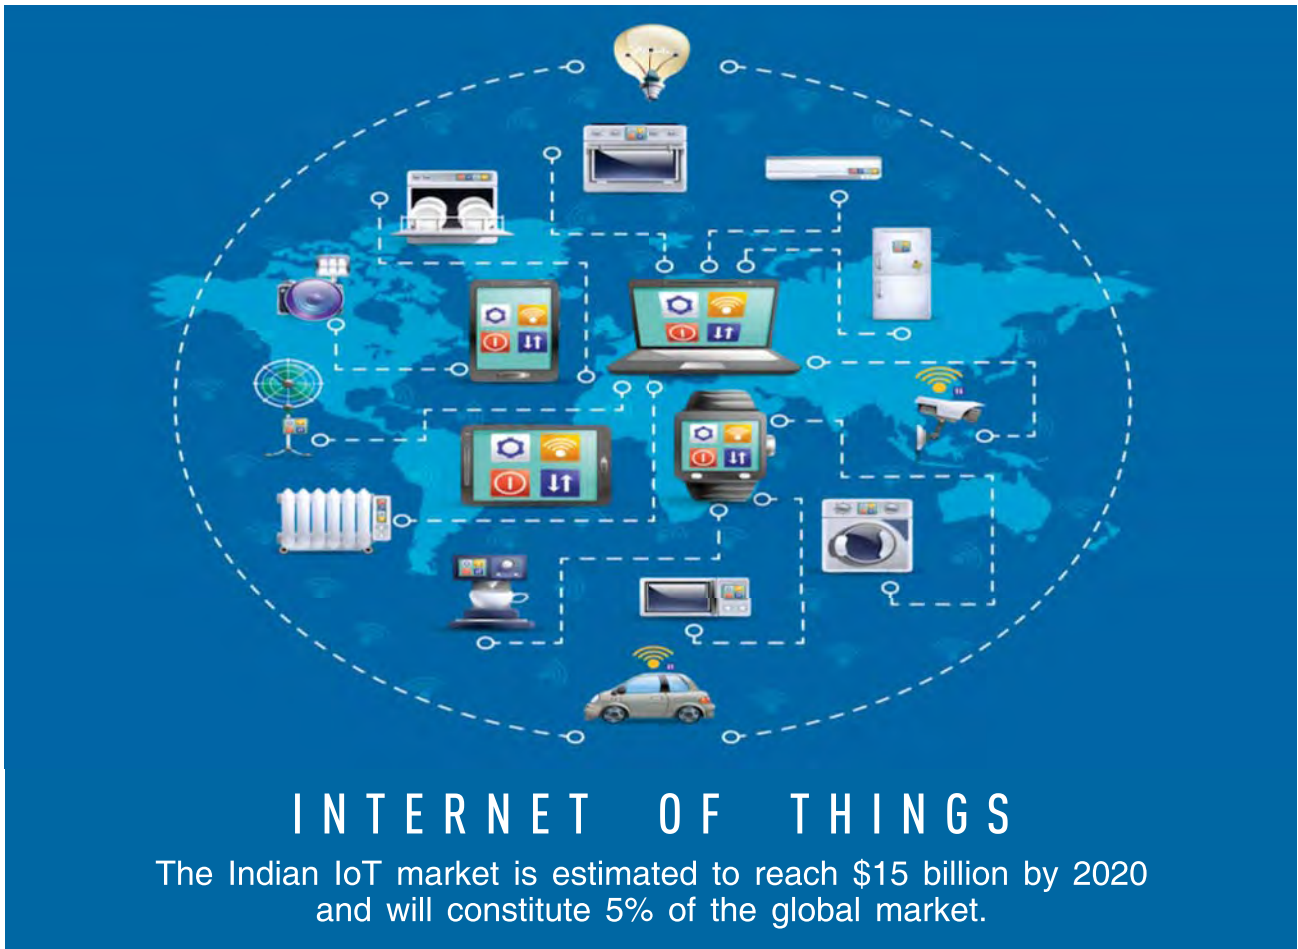 INTERNET OF THINGS
The Indian IoT market is estimated to reach $15 billion by 2020
and will constitute 5% of the global market.